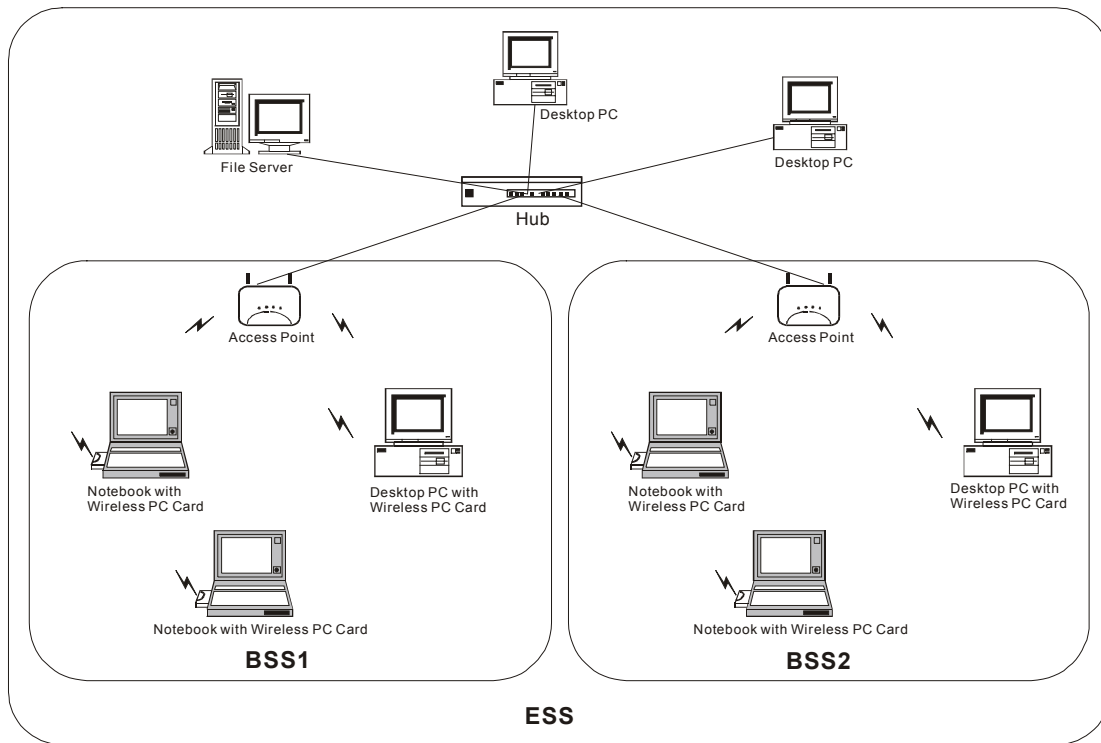 Desktop PC
File Server
Desktop PC
Hub
Access Point
Access Point
Notebook with
Wireless PC Card
Desktop PC with
Wireless PC Card
Notebook with Wireless PC Card
BSS1
Notebook with
Wireless PC Card
Desktop PC with
Wireless PC Card
Notebook with Wireless PC Card
BSS2
ESS